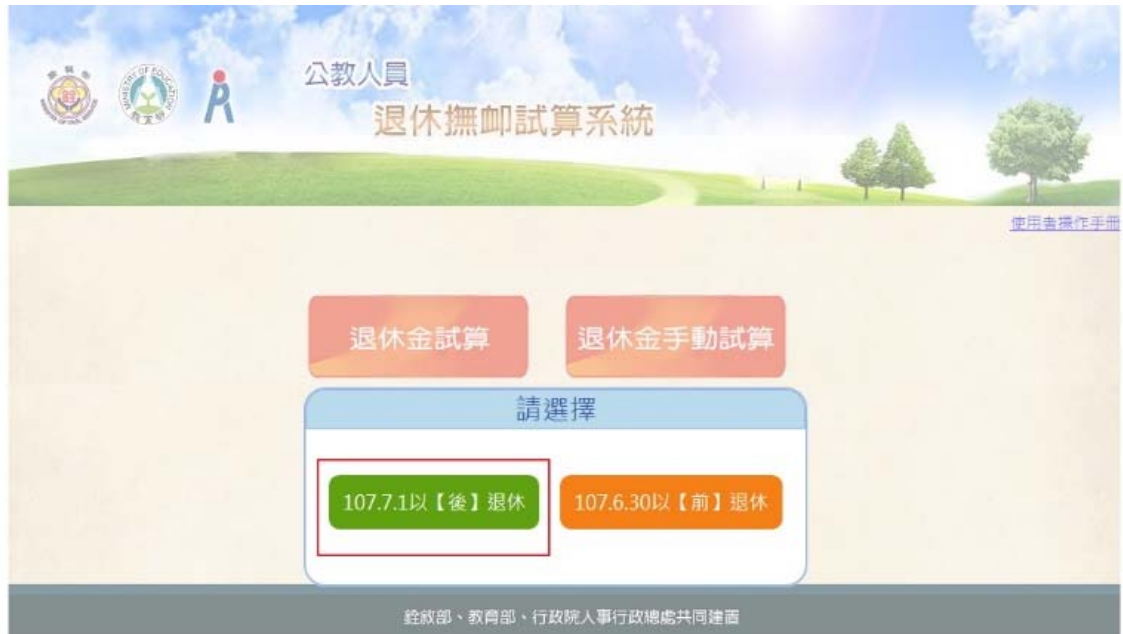 公教人員
退休撫卹試算系統
使用者操作手冊
退休金試算
退休金手動試算
請選擇
107.7.1以【後】退休
107.6.30以【前】退休
銓敘部、教育部、行政院人事行政總處共同建置